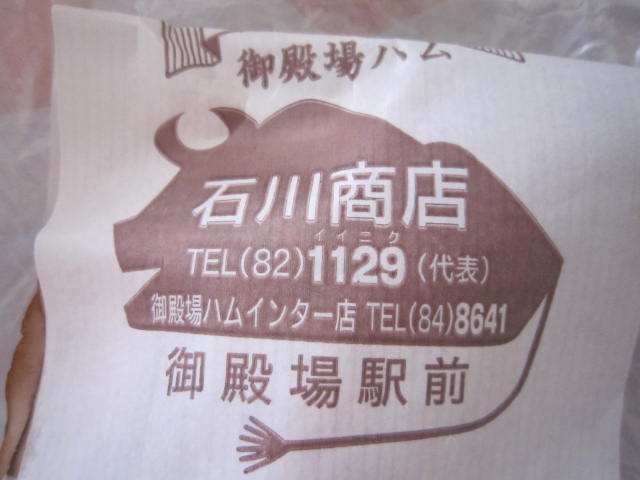 御殿場ハム
石川商店
イイニク
TEL(82)1129(代表)
御殿場ハムインター店 TEL(84)8641
御殿場駅前